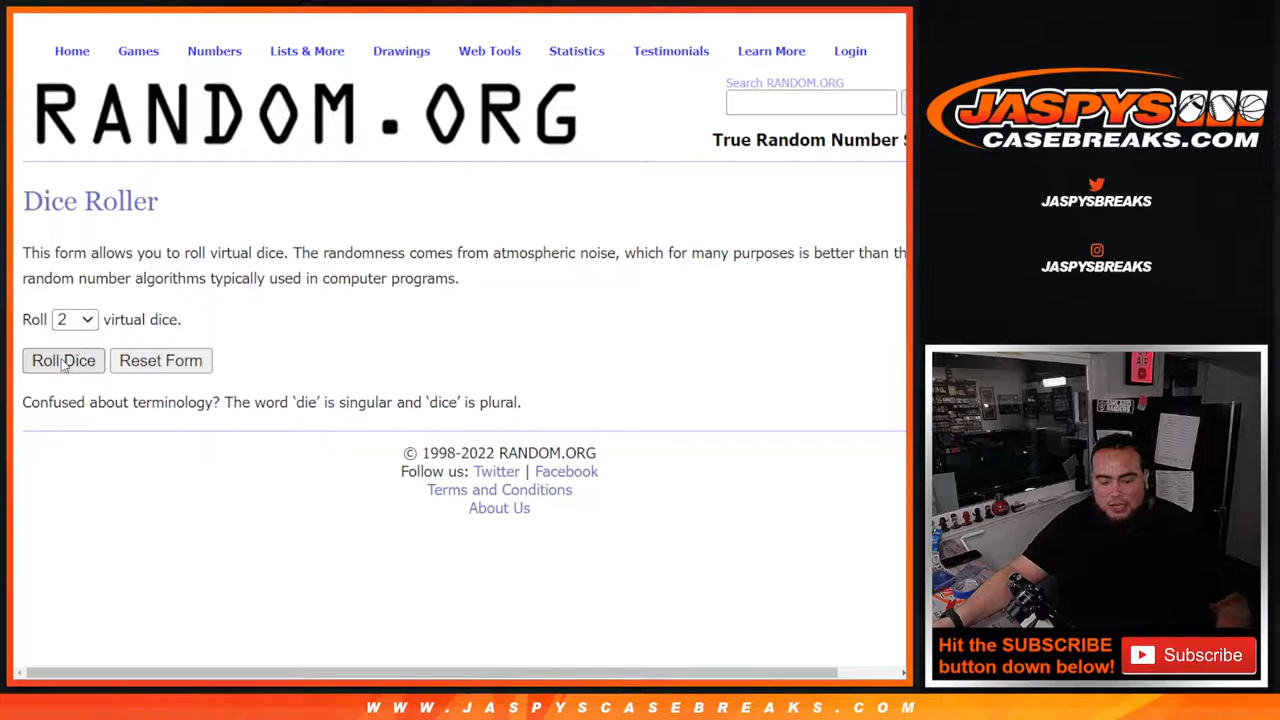 Home Games Numbers Lists & More Drawings Web Tools Statistics Testimonials Learn More Login
RANDOM.ORG
Search RANDOM.ORG
True Random Number
Dice Roller
This form allows you to roll virtual dice. The randomness comes from atmospheric noise, which for many purposes is better than th
random number algorithms typically used in computer programs.
Roll 2 virtual dice.
Roll Dice Reset Form
Confused about terminology? The word ‘die’ is singular and ‘dice’ is plural.
© 1998-2022 RANDOM.ORG
Follow us: Twitter | Facebook
Terms and Conditions
About Us
JASPYS
CASEBREAKS.COM
JASPYSBREAKS
JASPYSBREAKS
Hit the SUBSCRIBE
button down below!
Subscribe
WWW.JASPYSCASEBREAKS.COM